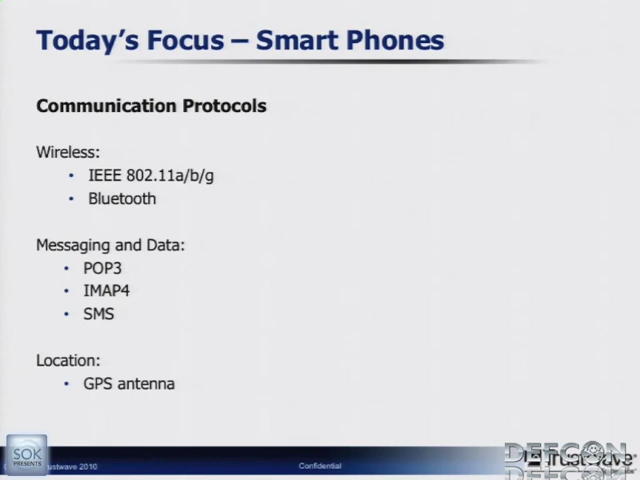 Today's Focus – Smart Phones
Communication Protocols
Wireless:
• IEEE 802.11a/b/g
• Bluetooth
Messaging and Data:
• POP3
• IMAP4
• SMS
Location:
• GPS antenna
SOK
PRESENTS
Trustwave 2010
Confidential
DEFCON
Trustwave